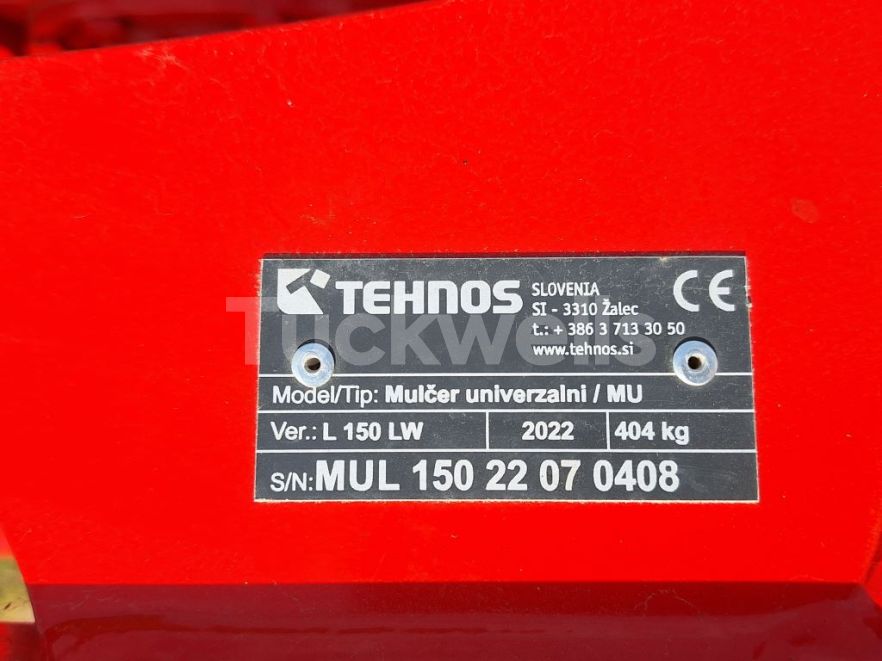 TEHNOS
SLOVENIA
SI - 3310 Žalec
t.: + 386 3 713 30 50
www.tehnos.si
CE
Tuckwells
Model/Tip: Mulčer univerzalni / MU
Ver.: L 150 LW 2022 404 kg
S/N: MUL 150 22 07 0408